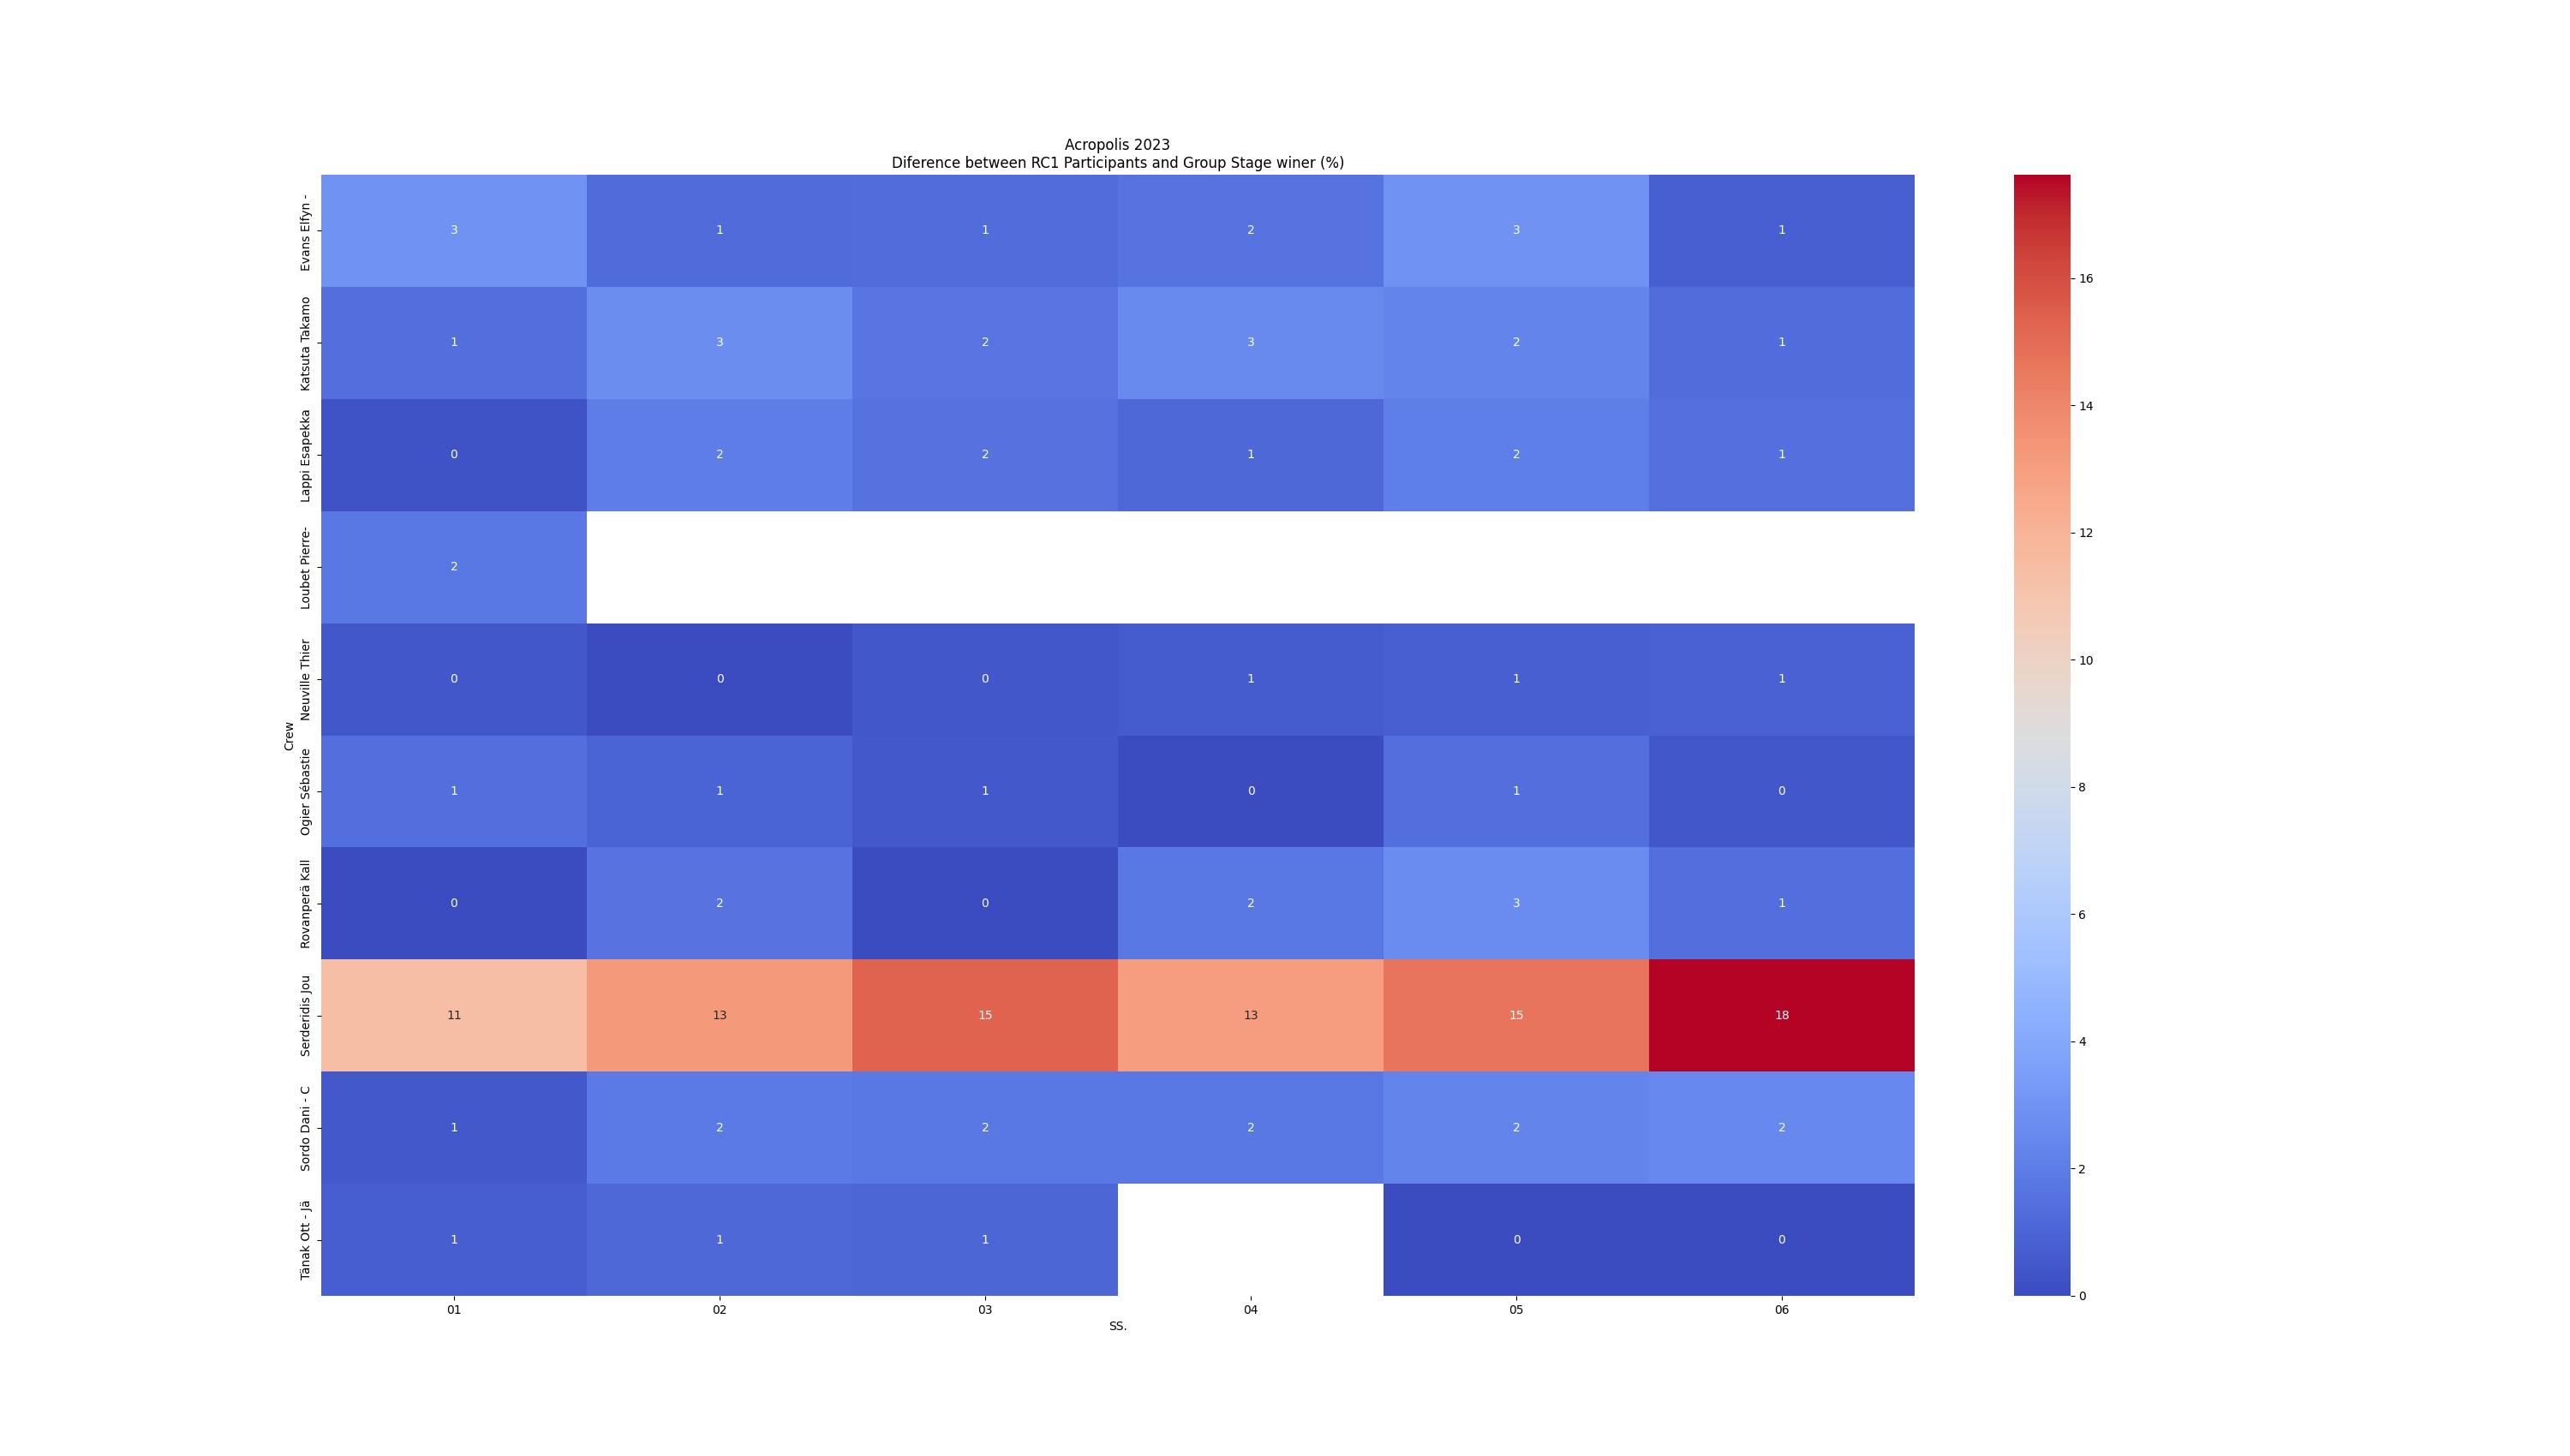 Acropolis 2023
Diference between RC1 Participants and Group Stage winer (%)
Crew
Evans Elfyn -
3 1 1 2 3 1
Katsuta Takamo
1 3 2 3 2 1
Lappi Esapekka
0 2 2 1 2 1
Loubet Pierre-
2
Neuville Thier
0 0 0 1 1 1
Ogier Sébastie
1 1 1 0 1 0
Rovanperä Kall
0 2 0 2 3 1
Serderidis Jou
11 13 15 13 15 18
Sordo Dani - C
1 2 2 2 2 2
Tänak Ott - Jä
1 1 1 0 0
01 02 03 04 05 06
SS.
16
14
12
10
8
6
4
2
0